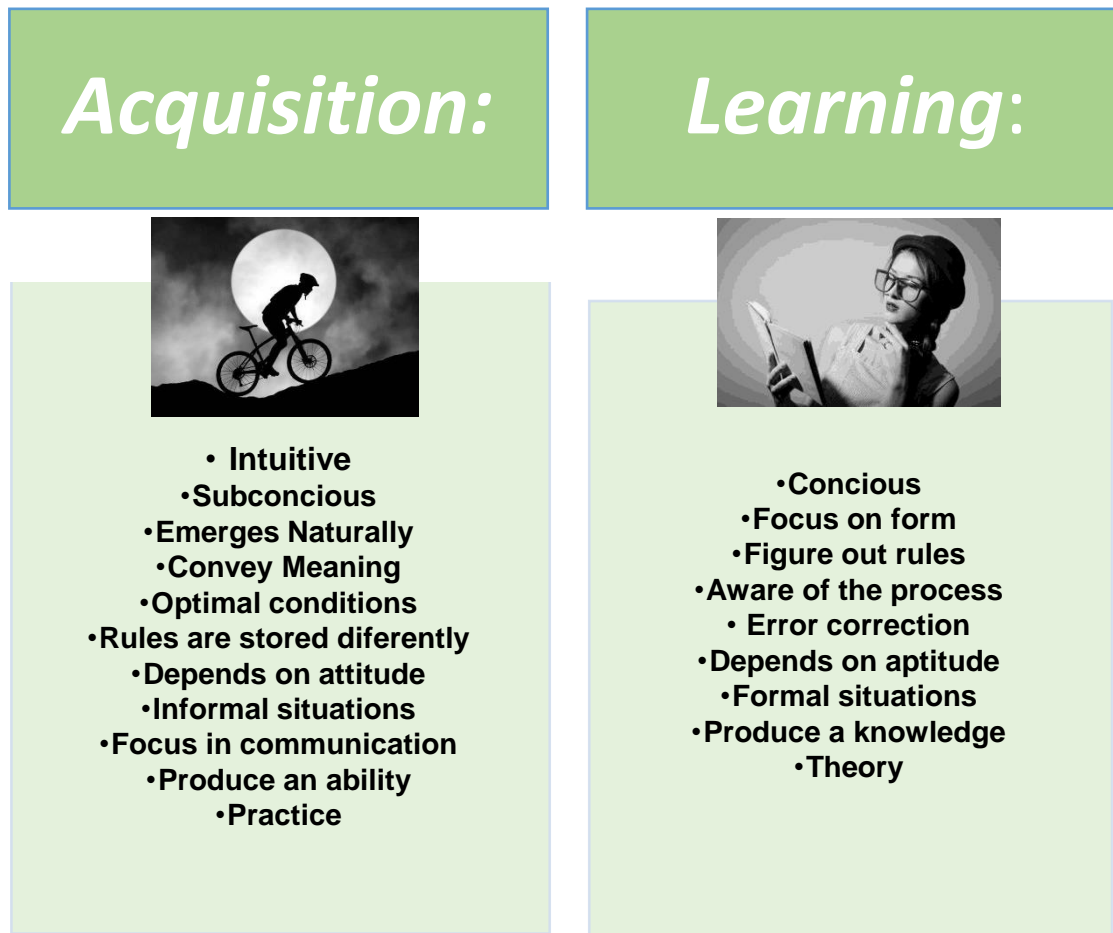 Acquisition:
• Intuitive
•Subconcious
•Emerges Naturally
•Convey Meaning
•Optimal conditions
•Rules are stored diferently
•Depends on attitude
•Informal situations
•Focus in communication
•Produce an ability
•Practice
Learning:
•Concious
•Focus on form
•Figure out rules
•Aware of the process
• Error correction
•Depends on aptitude
•Formal situations
•Produce a knowledge
•Theory